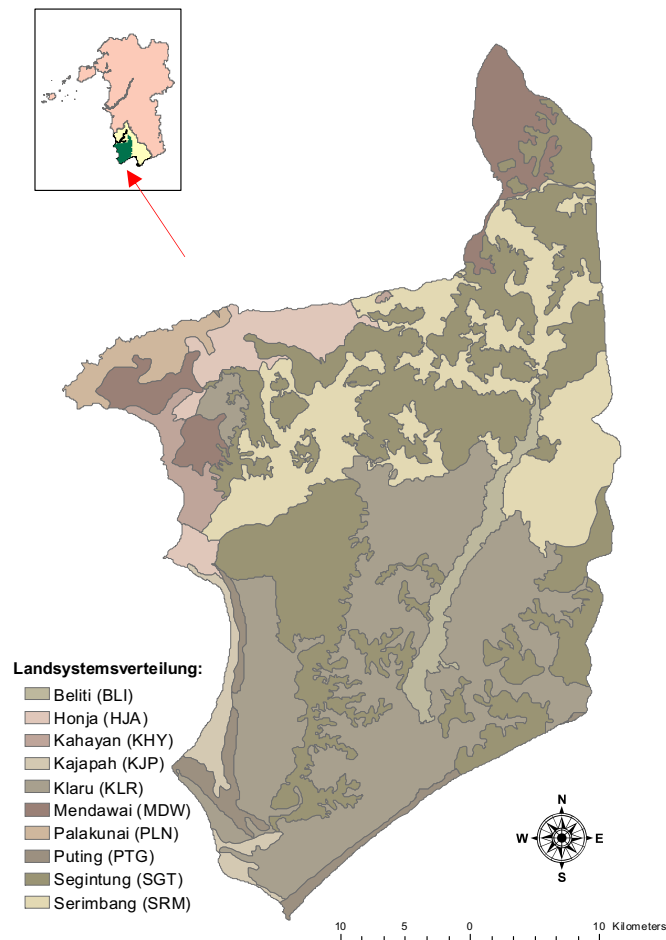 Landsystemsverteilung:
Beliti (BLI)
Honja (HJA)
Kahayan (KHY)
Kajapah (KJP)
Klaru (KLR)
Mendawai (MDW)
Palakunai (PLN)
Puting (PTG)
Segintung (SGT)
Serimbang (SRM)
N
W E
S
10 5 0 10 Kilometers